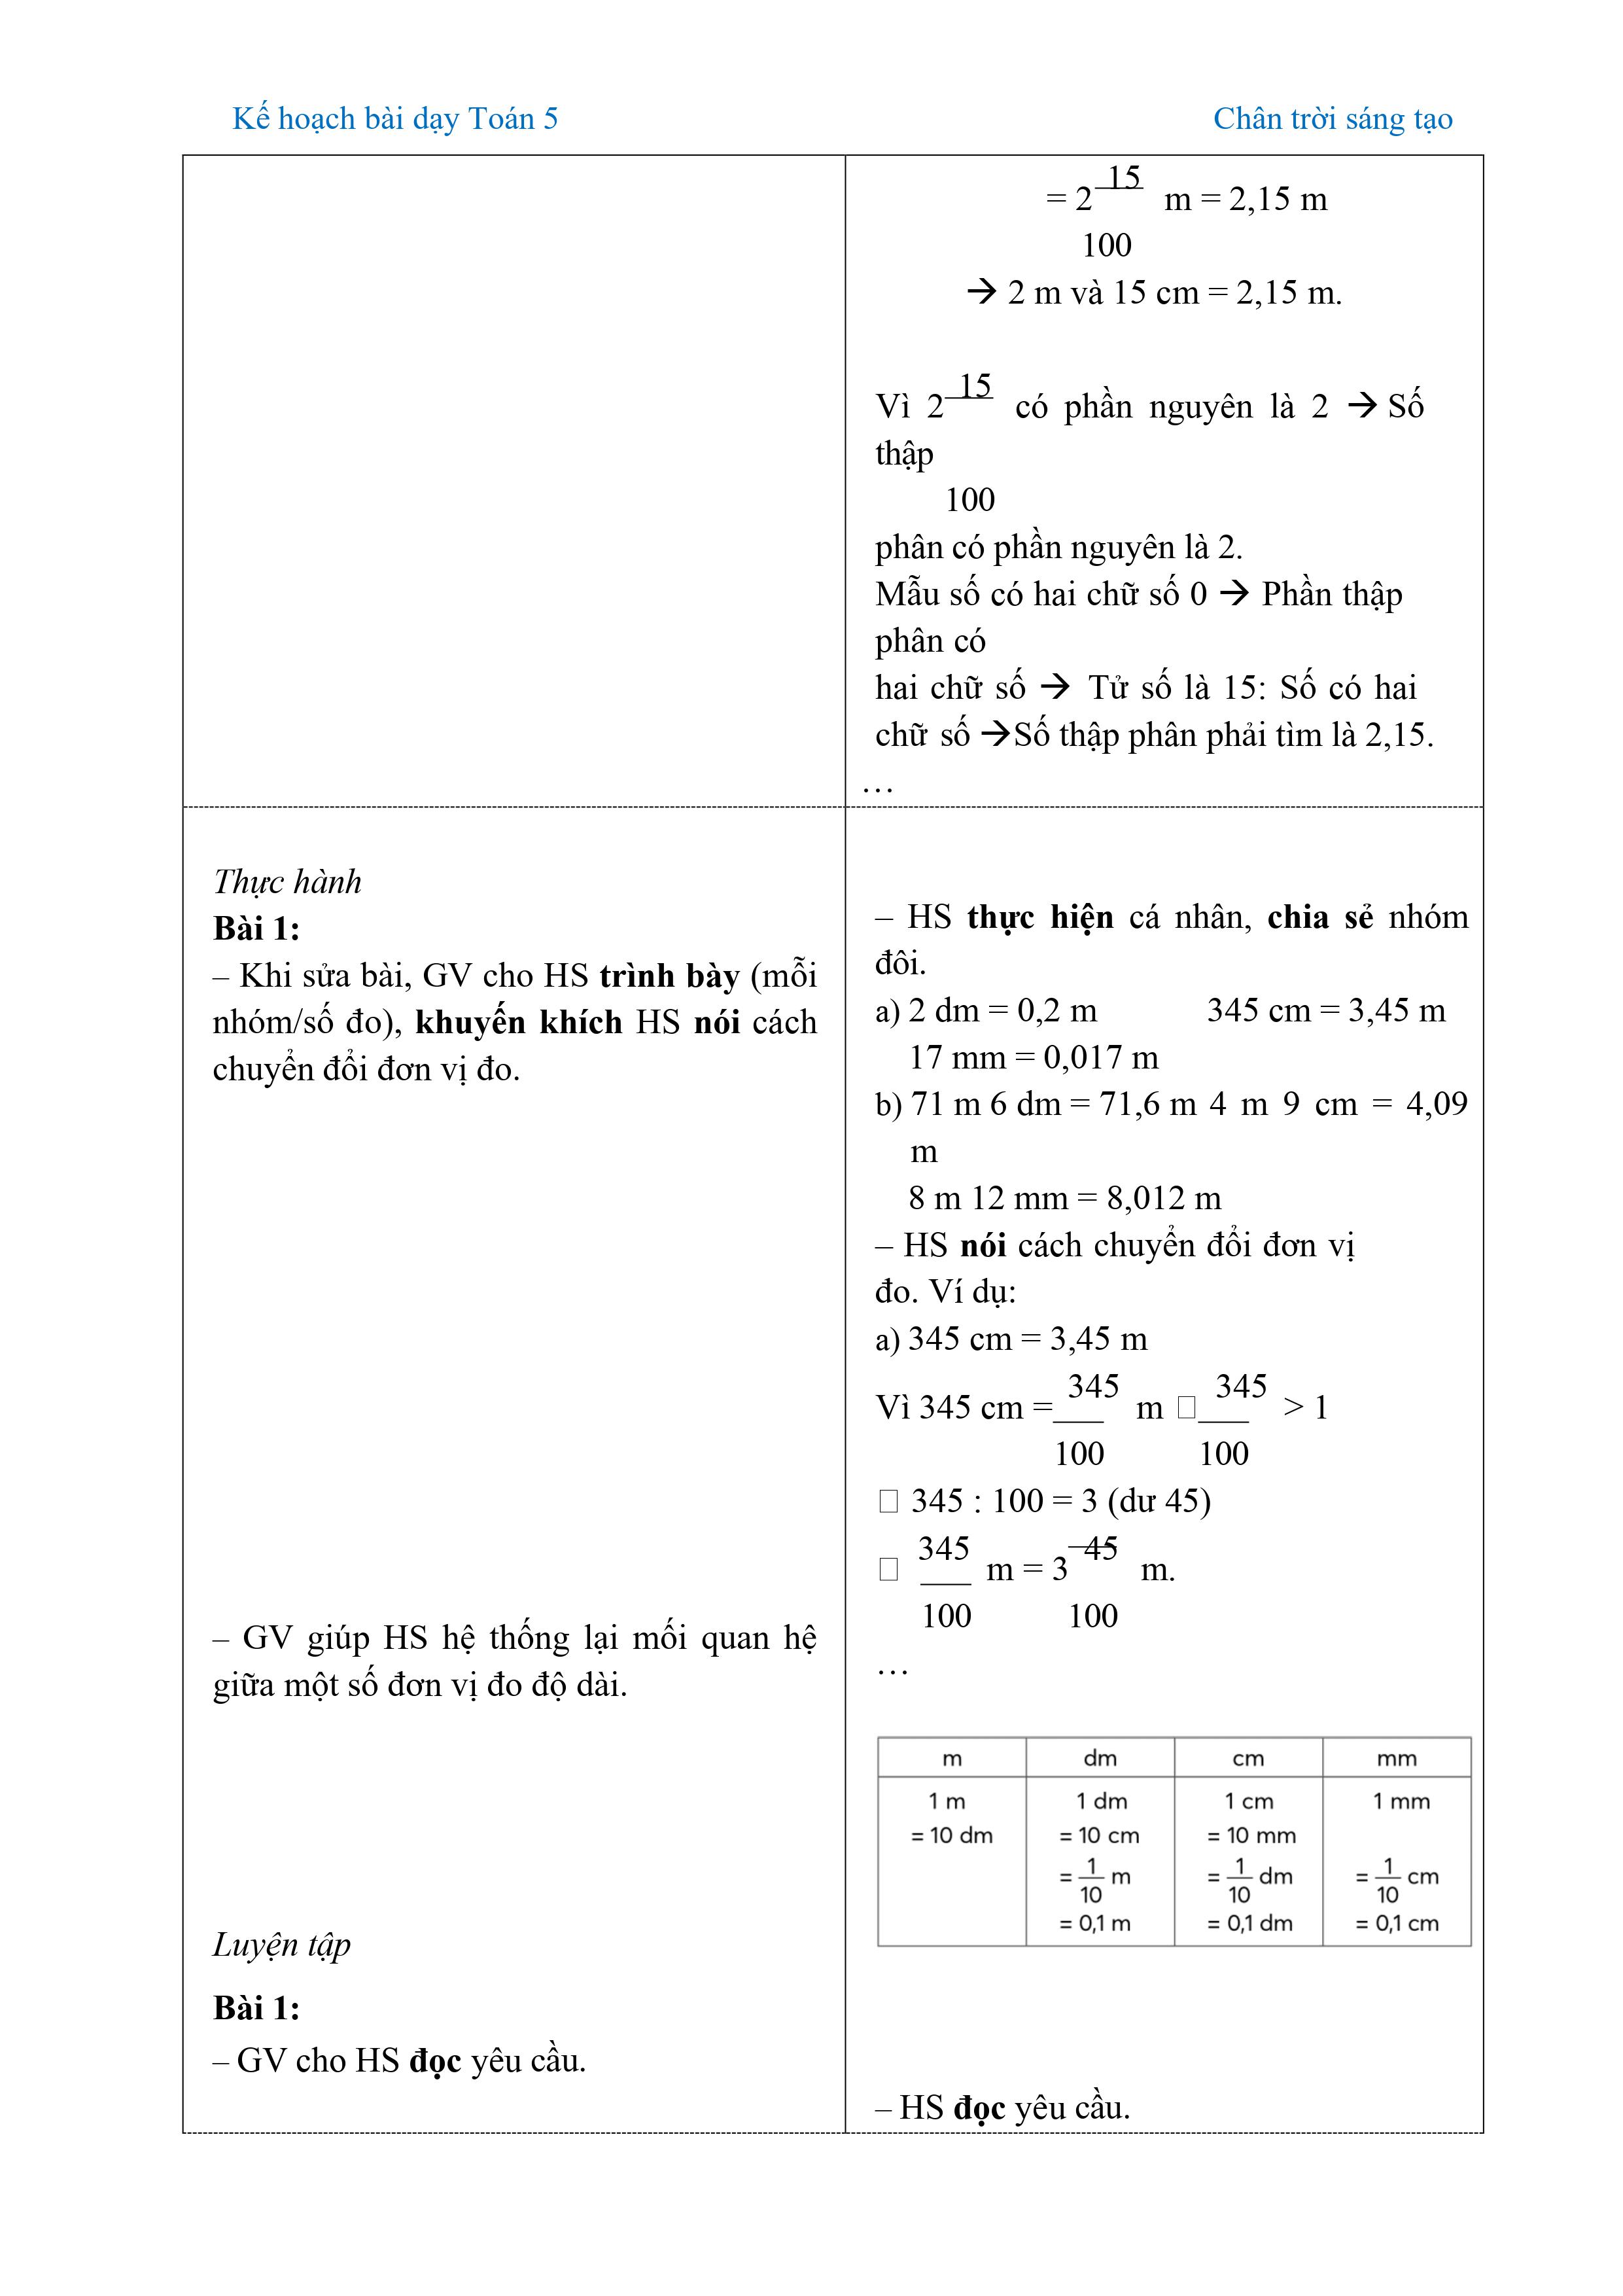 Kế hoạch bài dạy Toán 5 Chân trời sáng tạo
15
= 2 m = 2,15 m
100
→ 2 m và 15 cm = 2,15 m.
15
Vì 2 có phần nguyên là 2 → Số
thập
100
phân có phần nguyên là 2.
Mẫu số có hai chữ số 0 → Phần thập
phân có
hai chữ số → Tử số là 15: Số có hai
chữ số →Số thập phân phải tìm là 2,15.
…
Thực hành
Bài 1:
– Khi sửa bài, GV cho HS trình bày (mỗi
nhóm/số đo), khuyến khích HS nói cách
chuyển đổi đơn vị đo.
– GV giúp HS hệ thống lại mối quan hệ
giữa một số đơn vị đo độ dài.
Luyện tập
Bài 1:
– GV cho HS đọc yêu cầu.
– HS thực hiện cá nhân, chia sẻ nhóm
đôi.
a) 2 dm = 0,2 m 345 cm = 3,45 m
17 mm = 0,017 m
b) 71 m 6 dm = 71,6 m 4 m 9 cm = 4,09
m
8 m 12 mm = 8,012 m
– HS nói cách chuyển đổi đơn vị
đo. Ví dụ:
a) 345 cm = 3,45 m
345 345
Vì 345 cm = m □ > 1
100 100
□ 345 : 100 = 3 (dư 45)
345 45
□ m = 3 m.
100 100
…
m dm cm mm
1 m 1 dm 1 cm 1 mm
= 10 dm = 10 cm = 10 mm
= 1/10 m = 1/10 dm = 1/10 cm
= 0,1 m = 0,1 dm = 0,1 cm
– HS đọc yêu cầu.